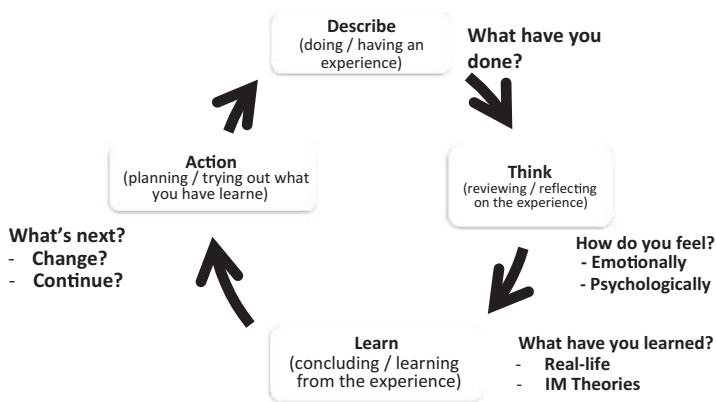 Describe
(doing / having an
experience)
What have you
done?
Think
(reviewing / reflecting
on the experience)
How do you feel?
- Emotionally
- Psychologically
Learn
(concluding / learning
from the experience)
What have you learned?
- Real-life
- IM Theories
Action
(planning / trying out what
you have learne)
What's next?
- Change?
- Continue?